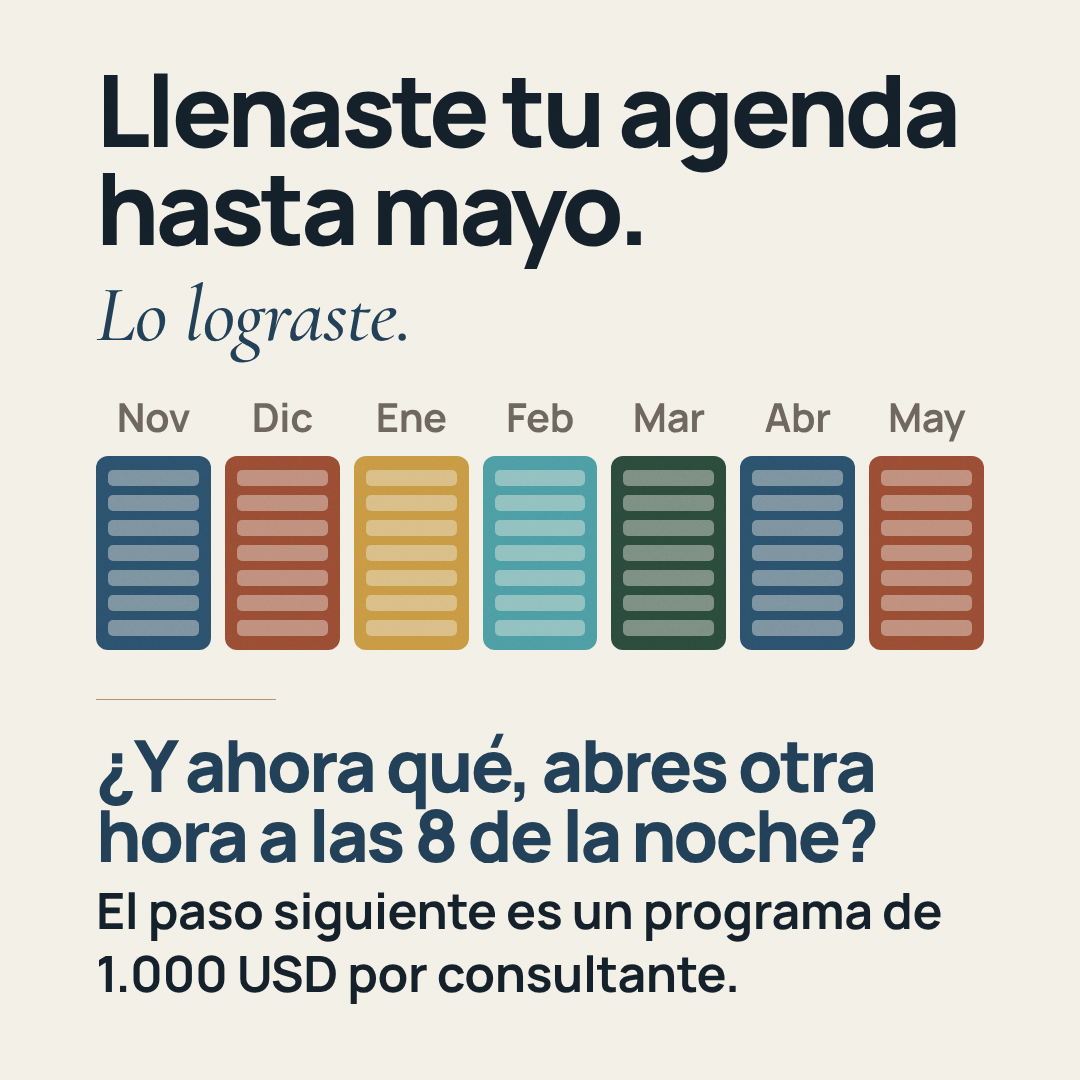 Llenaste tu agenda
hasta mayo.
Lo lograste.
Nov Dic Ene Feb Mar Abr May
¿Y ahora qué, abres otra
hora a las 8 de la noche?
El paso siguiente es un programa de
1.000 USD por consultante.